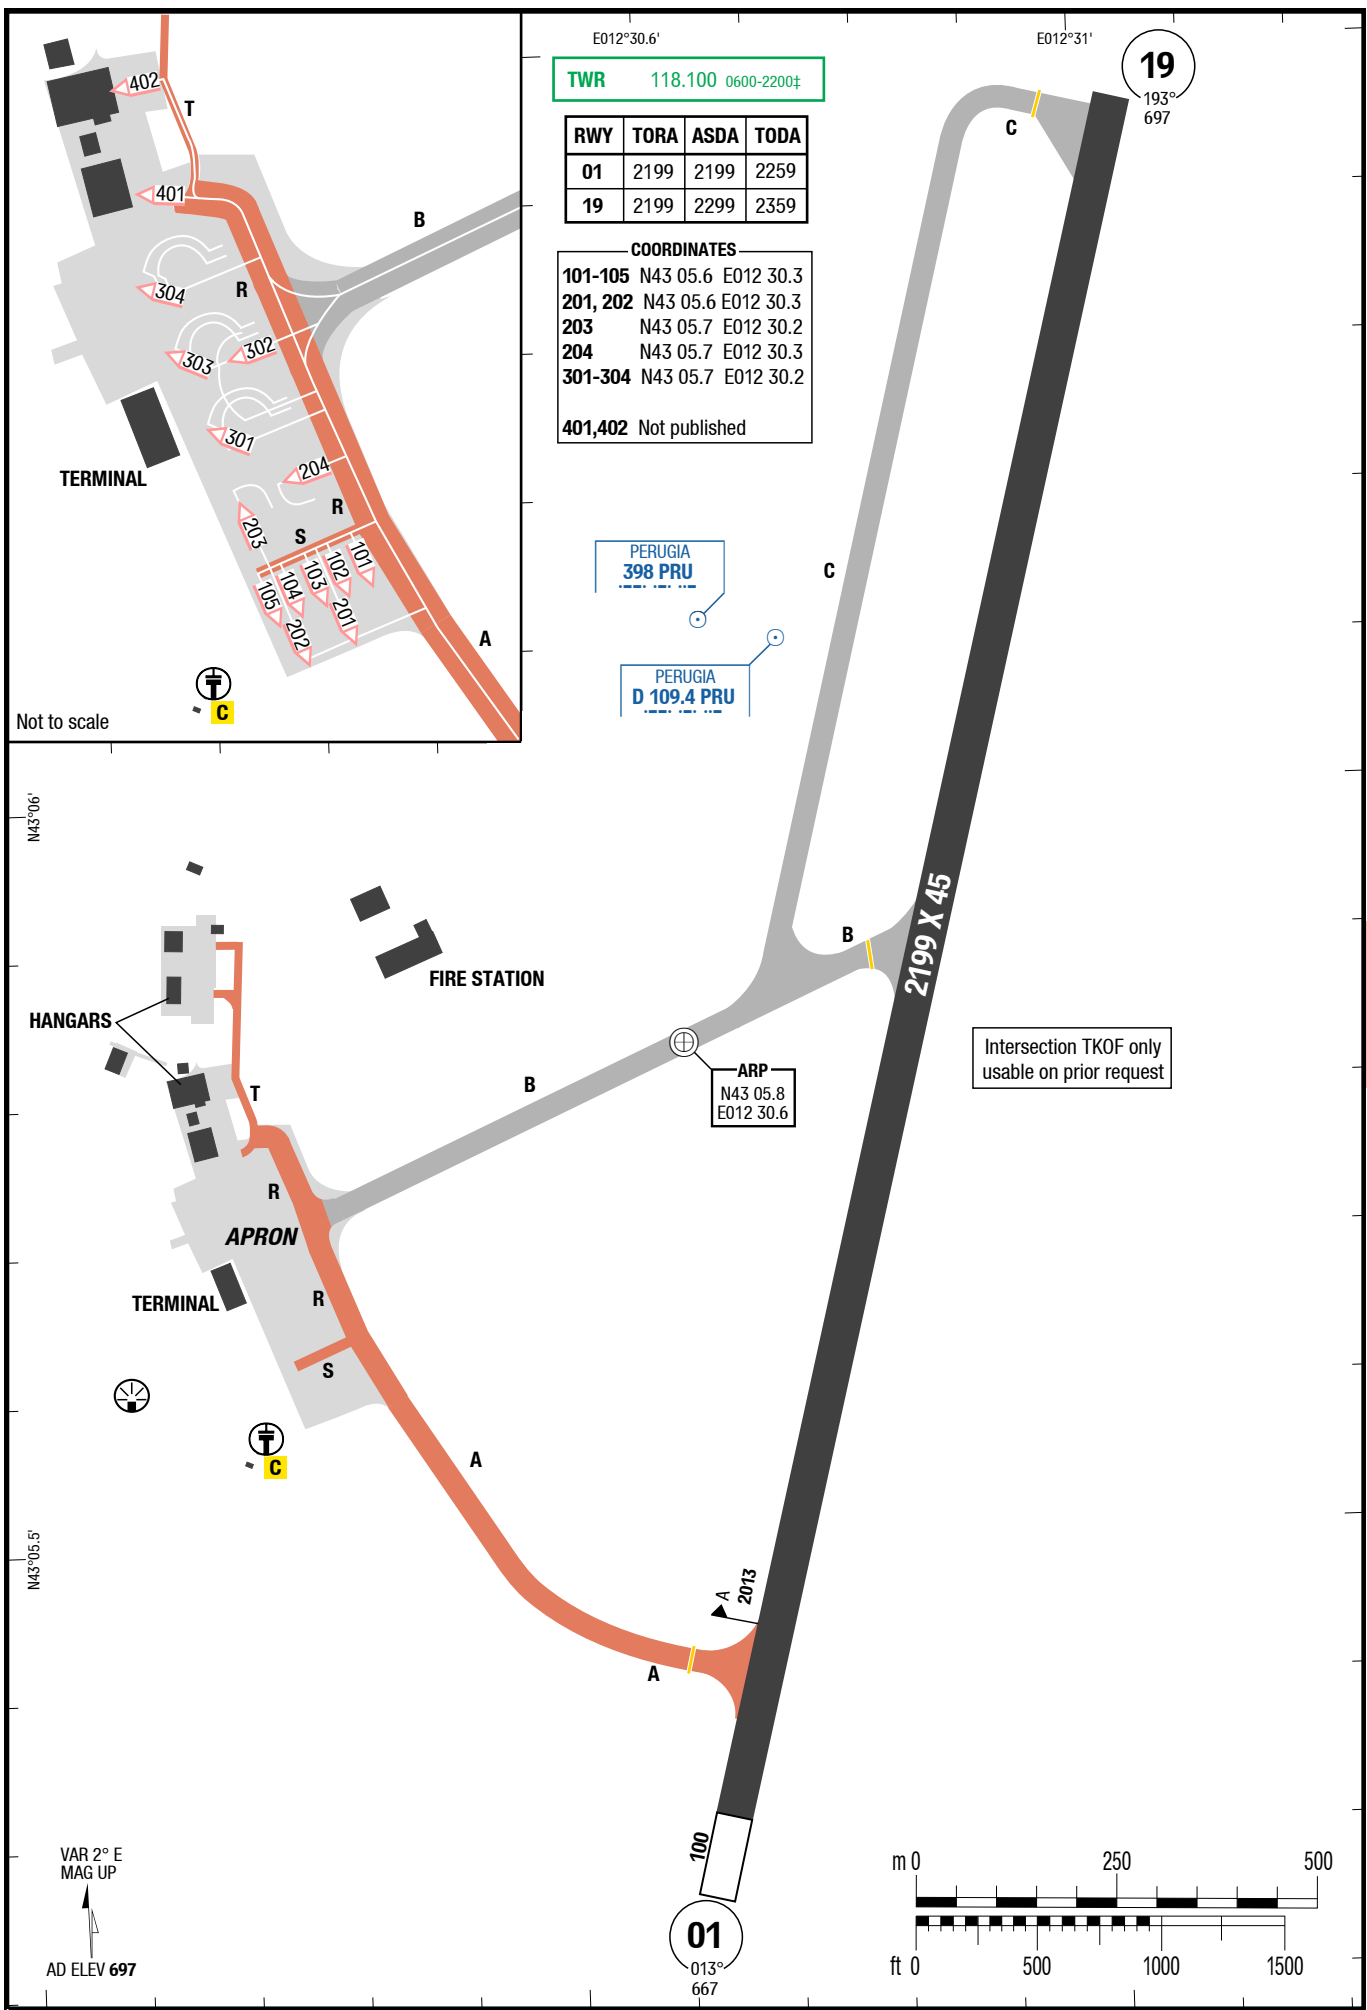 E012°30.6'
E012°31'
19
193°
697
TWR 118.100 0600-2200‡
RWY TORA ASDA TODA
01 2199 2199 2259
19 2199 2299 2359
COORDINATES
101-105 N43 05.6 E012 30.3
201, 202 N43 05.6 E012 30.3
203 N43 05.7 E012 30.2
204 N43 05.7 E012 30.3
301-304 N43 05.7 E012 30.2
401,402 Not published
402
T
401
B
304
R
302
303
301
TERMINAL
204
R
203
S
101
102
103
104
105
201
202
A
C
Not to scale
C
C
PERUGIA
398 PRU
PERUGIA
D 109.4 PRU
N43°06'
B
2199 X 45
FIRE STATION
HANGARS
Intersection TKOF only
usable on prior request
ARP
N43 05.8
E012 30.6
B
T
R
APRON
TERMINAL
R
S
C
A
N43°05.5'
A
2013
A
100
01
013°
667
VAR 2° E
MAG UP
AD ELEV 697
m 0 250 500
ft 0 500 1000 1500